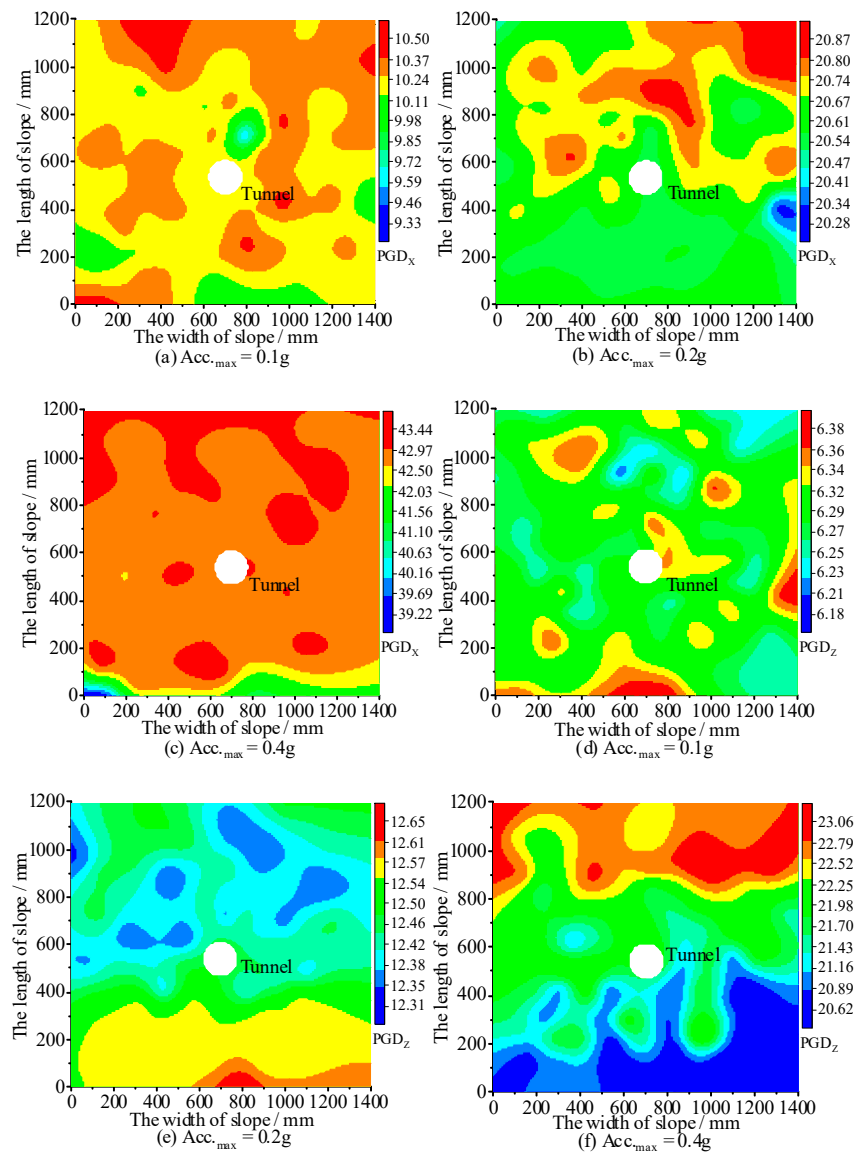 1200
1000
800
600
400
200
0
The length of slope / mm
Tunnel
10.50
10.37
10.24
10.11
9.98
9.85
9.72
9.59
9.46
9.33
PGDX
0 200 400 600 800 1000 1200 1400
The width of slope / mm
(a) Acc.max = 0.1g
1200
1000
800
600
400
200
0
The length of slope / mm
Tunnel
20.87
20.80
20.74
20.67
20.61
20.54
20.47
20.41
20.34
20.28
PGDX
0 200 400 600 800 1000 1200 1400
The width of slope / mm
(b) Acc.max = 0.2g
1200
1000
800
600
400
200
0
The length of slope / mm
Tunnel
43.44
42.97
42.50
42.03
41.56
41.10
40.63
40.16
39.69
39.22
PGDX
0 200 400 600 800 1000 1200 1400
The width of slope / mm
(c) Acc.max = 0.4g
1200
1000
800
600
400
200
0
The length of slope / mm
Tunnel
6.38
6.36
6.34
6.32
6.29
6.27
6.25
6.23
6.21
6.18
PGDZ
0 200 400 600 800 1000 1200 1400
The width of slope / mm
(d) Acc.max = 0.1g
1200
1000
800
600
400
200
0
The length of slope / mm
Tunnel
12.65
12.61
12.57
12.54
12.50
12.46
12.42
12.38
12.35
12.31
PGDZ
0 200 400 600 800 1000 1200 1400
The width of slope / mm
(e) Acc.max = 0.2g
1200
1000
800
600
400
200
0
The length of slope / mm
Tunnel
23.06
22.79
22.52
22.25
21.98
21.70
21.43
21.16
20.89
20.62
PGDZ
0 200 400 600 800 1000 1200 1400
The width of slope / mm
(f) Acc.max = 0.4g